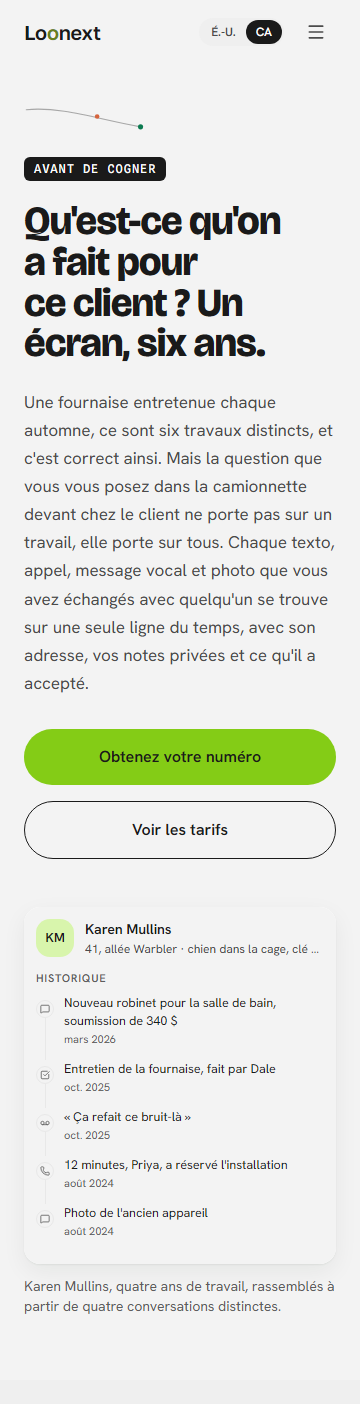 Loonext
É.-U. CA
AVANT DE COGNER
Qu'est-ce qu'on
a fait pour
ce client ? Un
écran, six ans.
Une fournaise entretenue chaque
automne, ce sont six travaux distincts, et
c'est correct ainsi. Mais la question que
vous vous posez dans la camionnette
devant chez le client ne porte pas sur un
travail, elle porte sur tous. Chaque texto,
appel, message vocal et photo que vous
avez échangés avec quelqu'un se trouve
sur une seule ligne du temps, avec son
adresse, vos notes privées et ce qu'il a
accepté.
Obtenez votre numéro
Voir les tarifs
KM
Karen Mullins
41, allée Warbler · chien dans la cage, clé ...
HISTORIQUE
Nouveau robinet pour la salle de bain,
soumission de 340 $
mars 2026
Entretien de la fournaise, fait par Dale
oct. 2025
« Ça refait ce bruit-là »
oct. 2025
12 minutes, Priya, a réservé l'installation
août 2024
Photo de l'ancien appareil
août 2024
Karen Mullins, quatre ans de travail, rassemblés à
partir de quatre conversations distinctes.